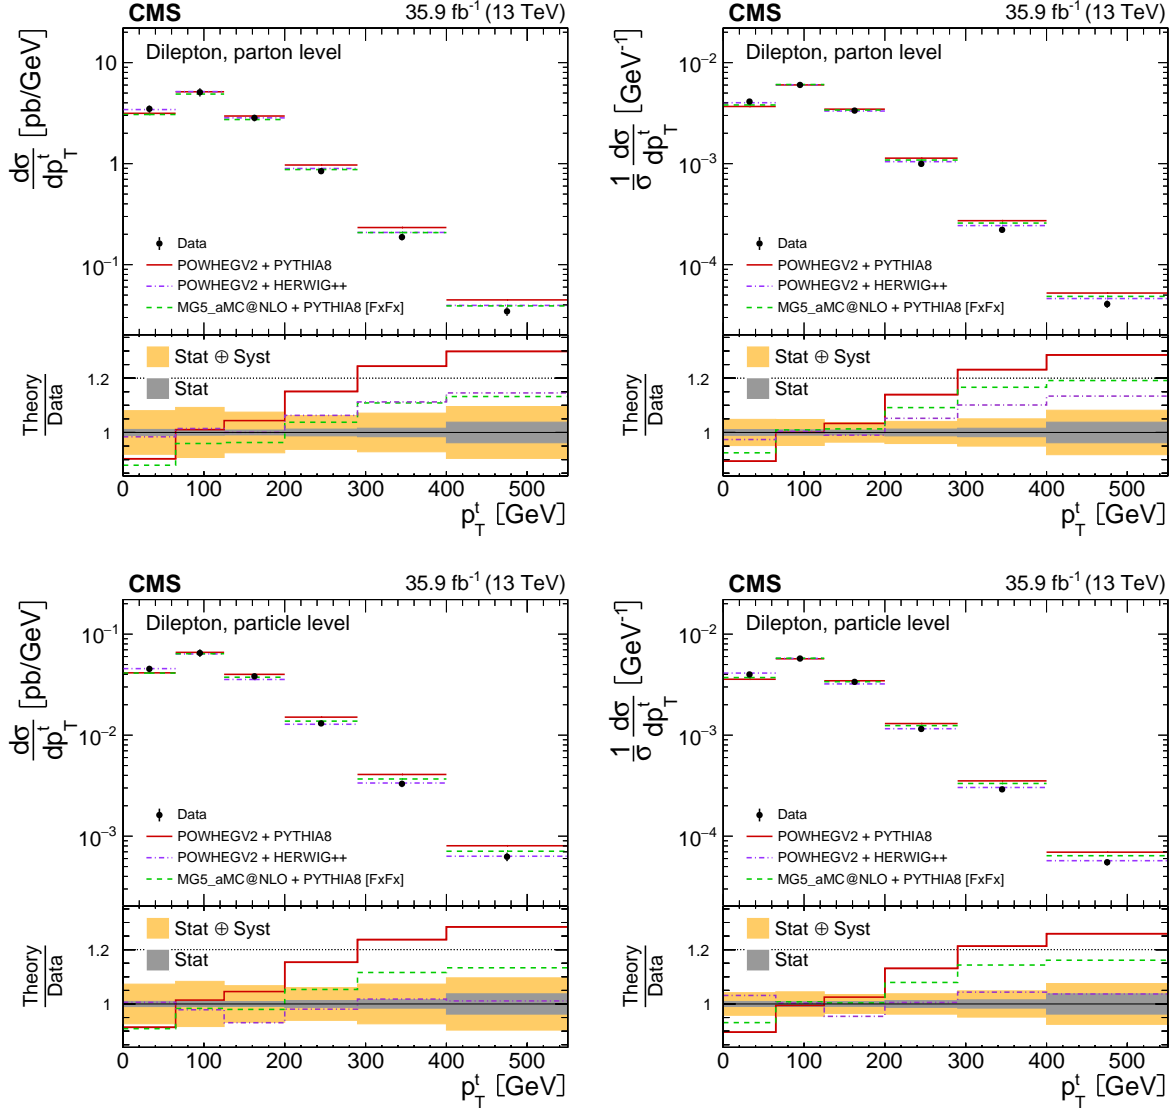 CMS 35.9 fb⁻¹ (13 TeV)
Dilepton, parton level
dσ/dp_T^t [pb/GeV]
10
1
10⁻¹
Data
POWHEGV2 + PYTHIA8
POWHEGV2 + HERWIG++
MG5_aMC@NLO + PYTHIA8 [FxFx]
Theory/Data
Stat ⊕ Syst
1.2
Stat
1
0 100 200 300 400 500
p_T^t [GeV]
CMS 35.9 fb⁻¹ (13 TeV)
Dilepton, parton level
1/σ dσ/dp_T^t [GeV⁻¹]
10⁻²
10⁻³
10⁻⁴
Data
POWHEGV2 + PYTHIA8
POWHEGV2 + HERWIG++
MG5_aMC@NLO + PYTHIA8 [FxFx]
Theory/Data
Stat ⊕ Syst
1.2
Stat
1
0 100 200 300 400 500
p_T^t [GeV]
CMS 35.9 fb⁻¹ (13 TeV)
Dilepton, particle level
dσ/dp_T^t [pb/GeV]
10⁻¹
10⁻²
10⁻³
Data
POWHEGV2 + PYTHIA8
POWHEGV2 + HERWIG++
MG5_aMC@NLO + PYTHIA8 [FxFx]
Theory/Data
Stat ⊕ Syst
1.2
Stat
1
0 100 200 300 400 500
p_T^t [GeV]
CMS 35.9 fb⁻¹ (13 TeV)
Dilepton, particle level
1/σ dσ/dp_T^t [GeV⁻¹]
10⁻²
10⁻³
10⁻⁴
Data
POWHEGV2 + PYTHIA8
POWHEGV2 + HERWIG++
MG5_aMC@NLO + PYTHIA8 [FxFx]
Theory/Data
Stat ⊕ Syst
1.2
Stat
1
0 100 200 300 400 500
p_T^t [GeV]